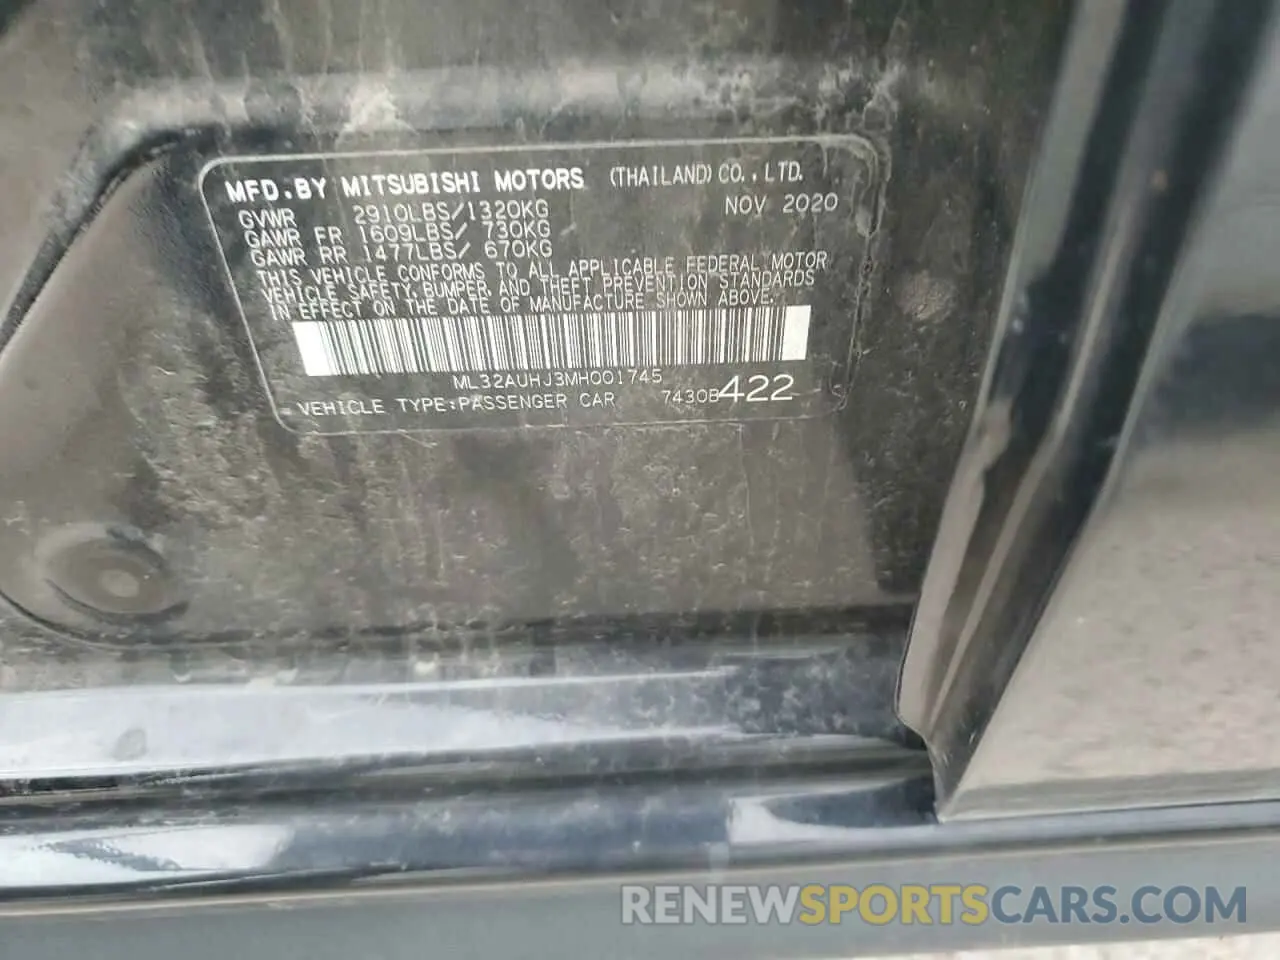 MFD.BY MITSUBISHI MOTORS (THAILAND)CO.,LTD.
GVWR 2910LBS/1320KG NOV 2020
GAWR FR 1609LBS/ 730KG
GAWR RR 1477LBS/ 670KG
THIS VEHICLE CONFORMS TO ALL APPLICABLE FEDERAL MOTOR
VEHICLE SAFETY,BUMPER, AND THEFT PREVENTION STANDARDS
IN EFFECT ON THE DATE OF MANUFACTURE SHOWN ABOVE.
ML32AUHJ3MH001745
VEHICLE TYPE:PASSENGER CAR 7430B422
RENEWSPORTSCARS.COM